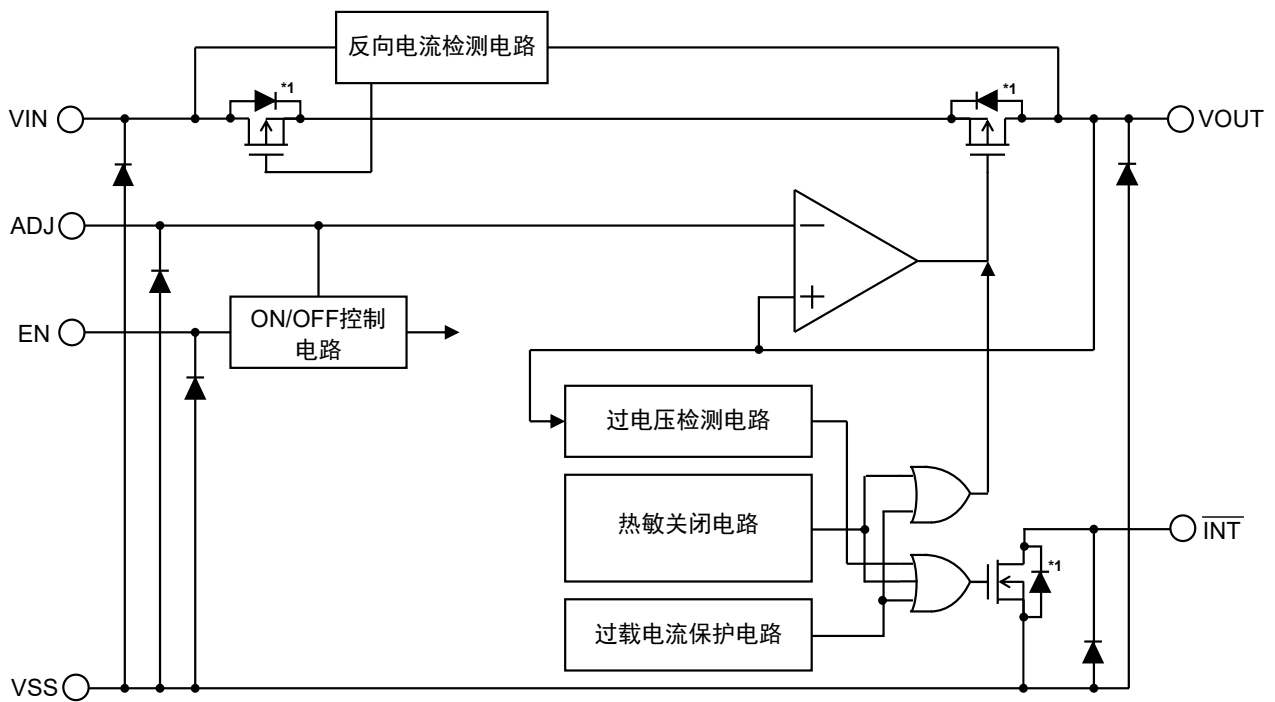 反向电流检测电路
*1
*1
VIN
VOUT
ADJ
EN
ON/OFF控制
电路
过电压检测电路
热敏关闭电路
INT
*1
过载电流保护电路
VSS